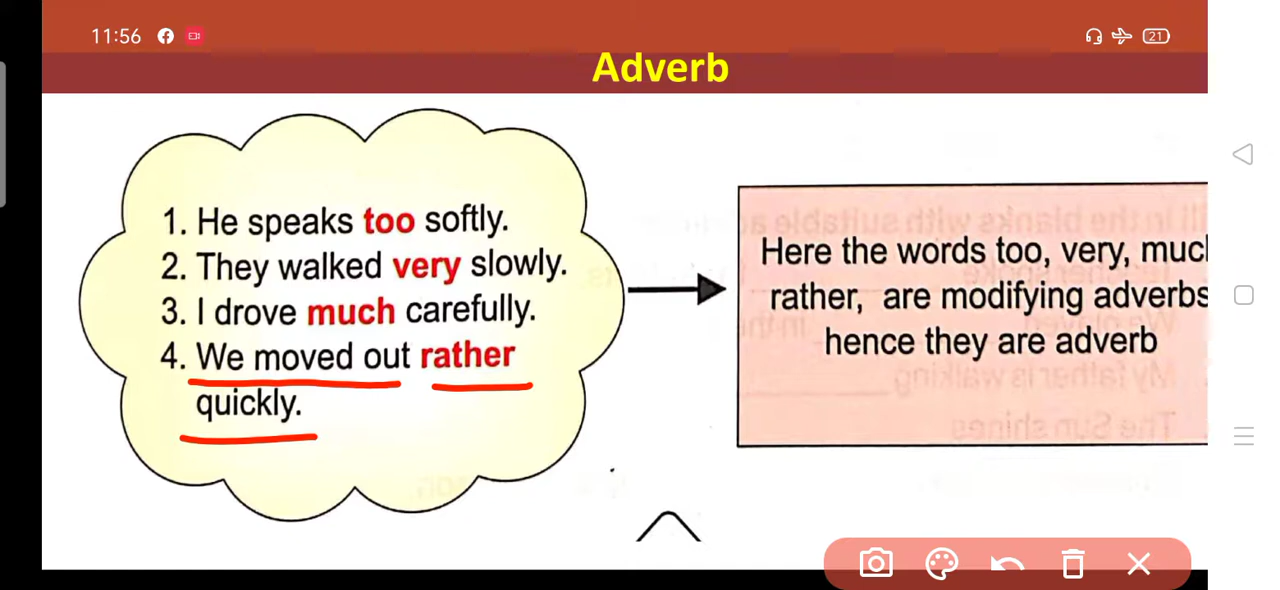 11:56
21
Adverb
1. He speaks too softly.
2. They walked very slowly.
3. I drove much carefully.
4. We moved out rather
quickly.
Here the words too, very, muc
rather, are modifying adverbs
hence they are adverb